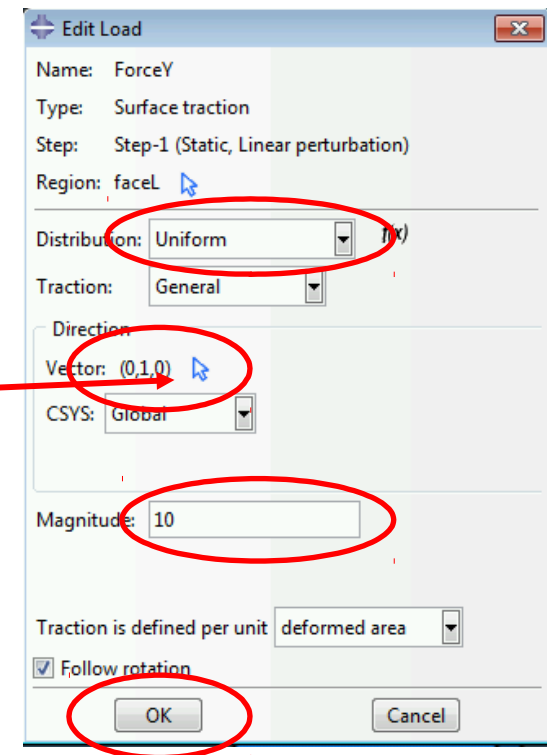 Edit Load
Name: ForceY
Type: Surface traction
Step: Step-1 (Static, Linear perturbation)
Region: faceL
Distribution: Uniform f(x)
Traction: General
Direction
Vector: (0,1,0)
CSYS: Global
Magnitude: 10
Traction is defined per unit deformed area
Follow rotation
OK Cancel